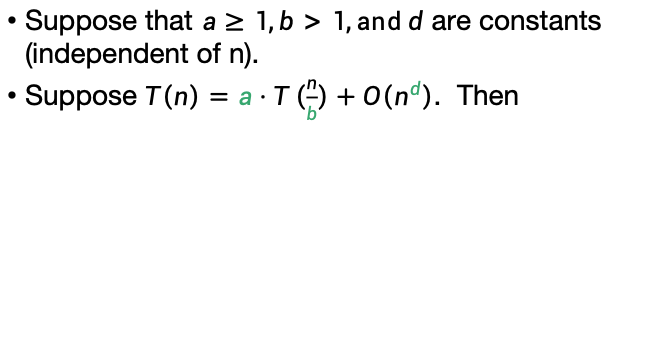 • Suppose that a ≥ 1, b > 1, and d are constants
(independent of n).
• Suppose T(n) = a · T (n/b) + O(n^d). Then